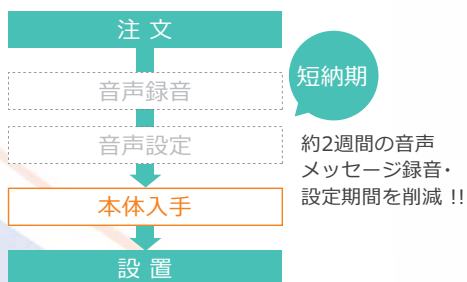 注文
音声録音
短納期
音声設定
約2週間の音声
メッセージ録音・
設定期間を削減 !!
本体入手
設置